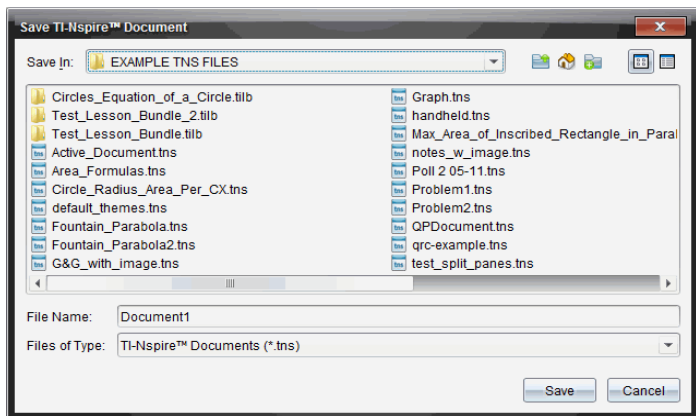 Save TI-Nspire™ Document
Save In: EXAMPLE TNS FILES
Circles_Equation_of_a_Circle.tilb
Test_Lesson_Bundle_2.tilb
Test_Lesson_Bundle.tilb
Active_Document.tns
Area_Formulas.tns
Circle_Radius_Area_Per_CX.tns
default_themes.tns
Fountain_Parabola.tns
Fountain_Parabola2.tns
G&G_with_image.tns
Graph.tns
handheld.tns
Max_Area_of_Inscribed_Rectangle_in_Paral
notes_w_image.tns
Poll 2 05-11.tns
Problem1.tns
Problem2.tns
QPDocument.tns
qrc-example.tns
test_split_panes.tns
File Name: Document1
Files of Type: TI-Nspire™ Documents (*.tns)
Save Cancel